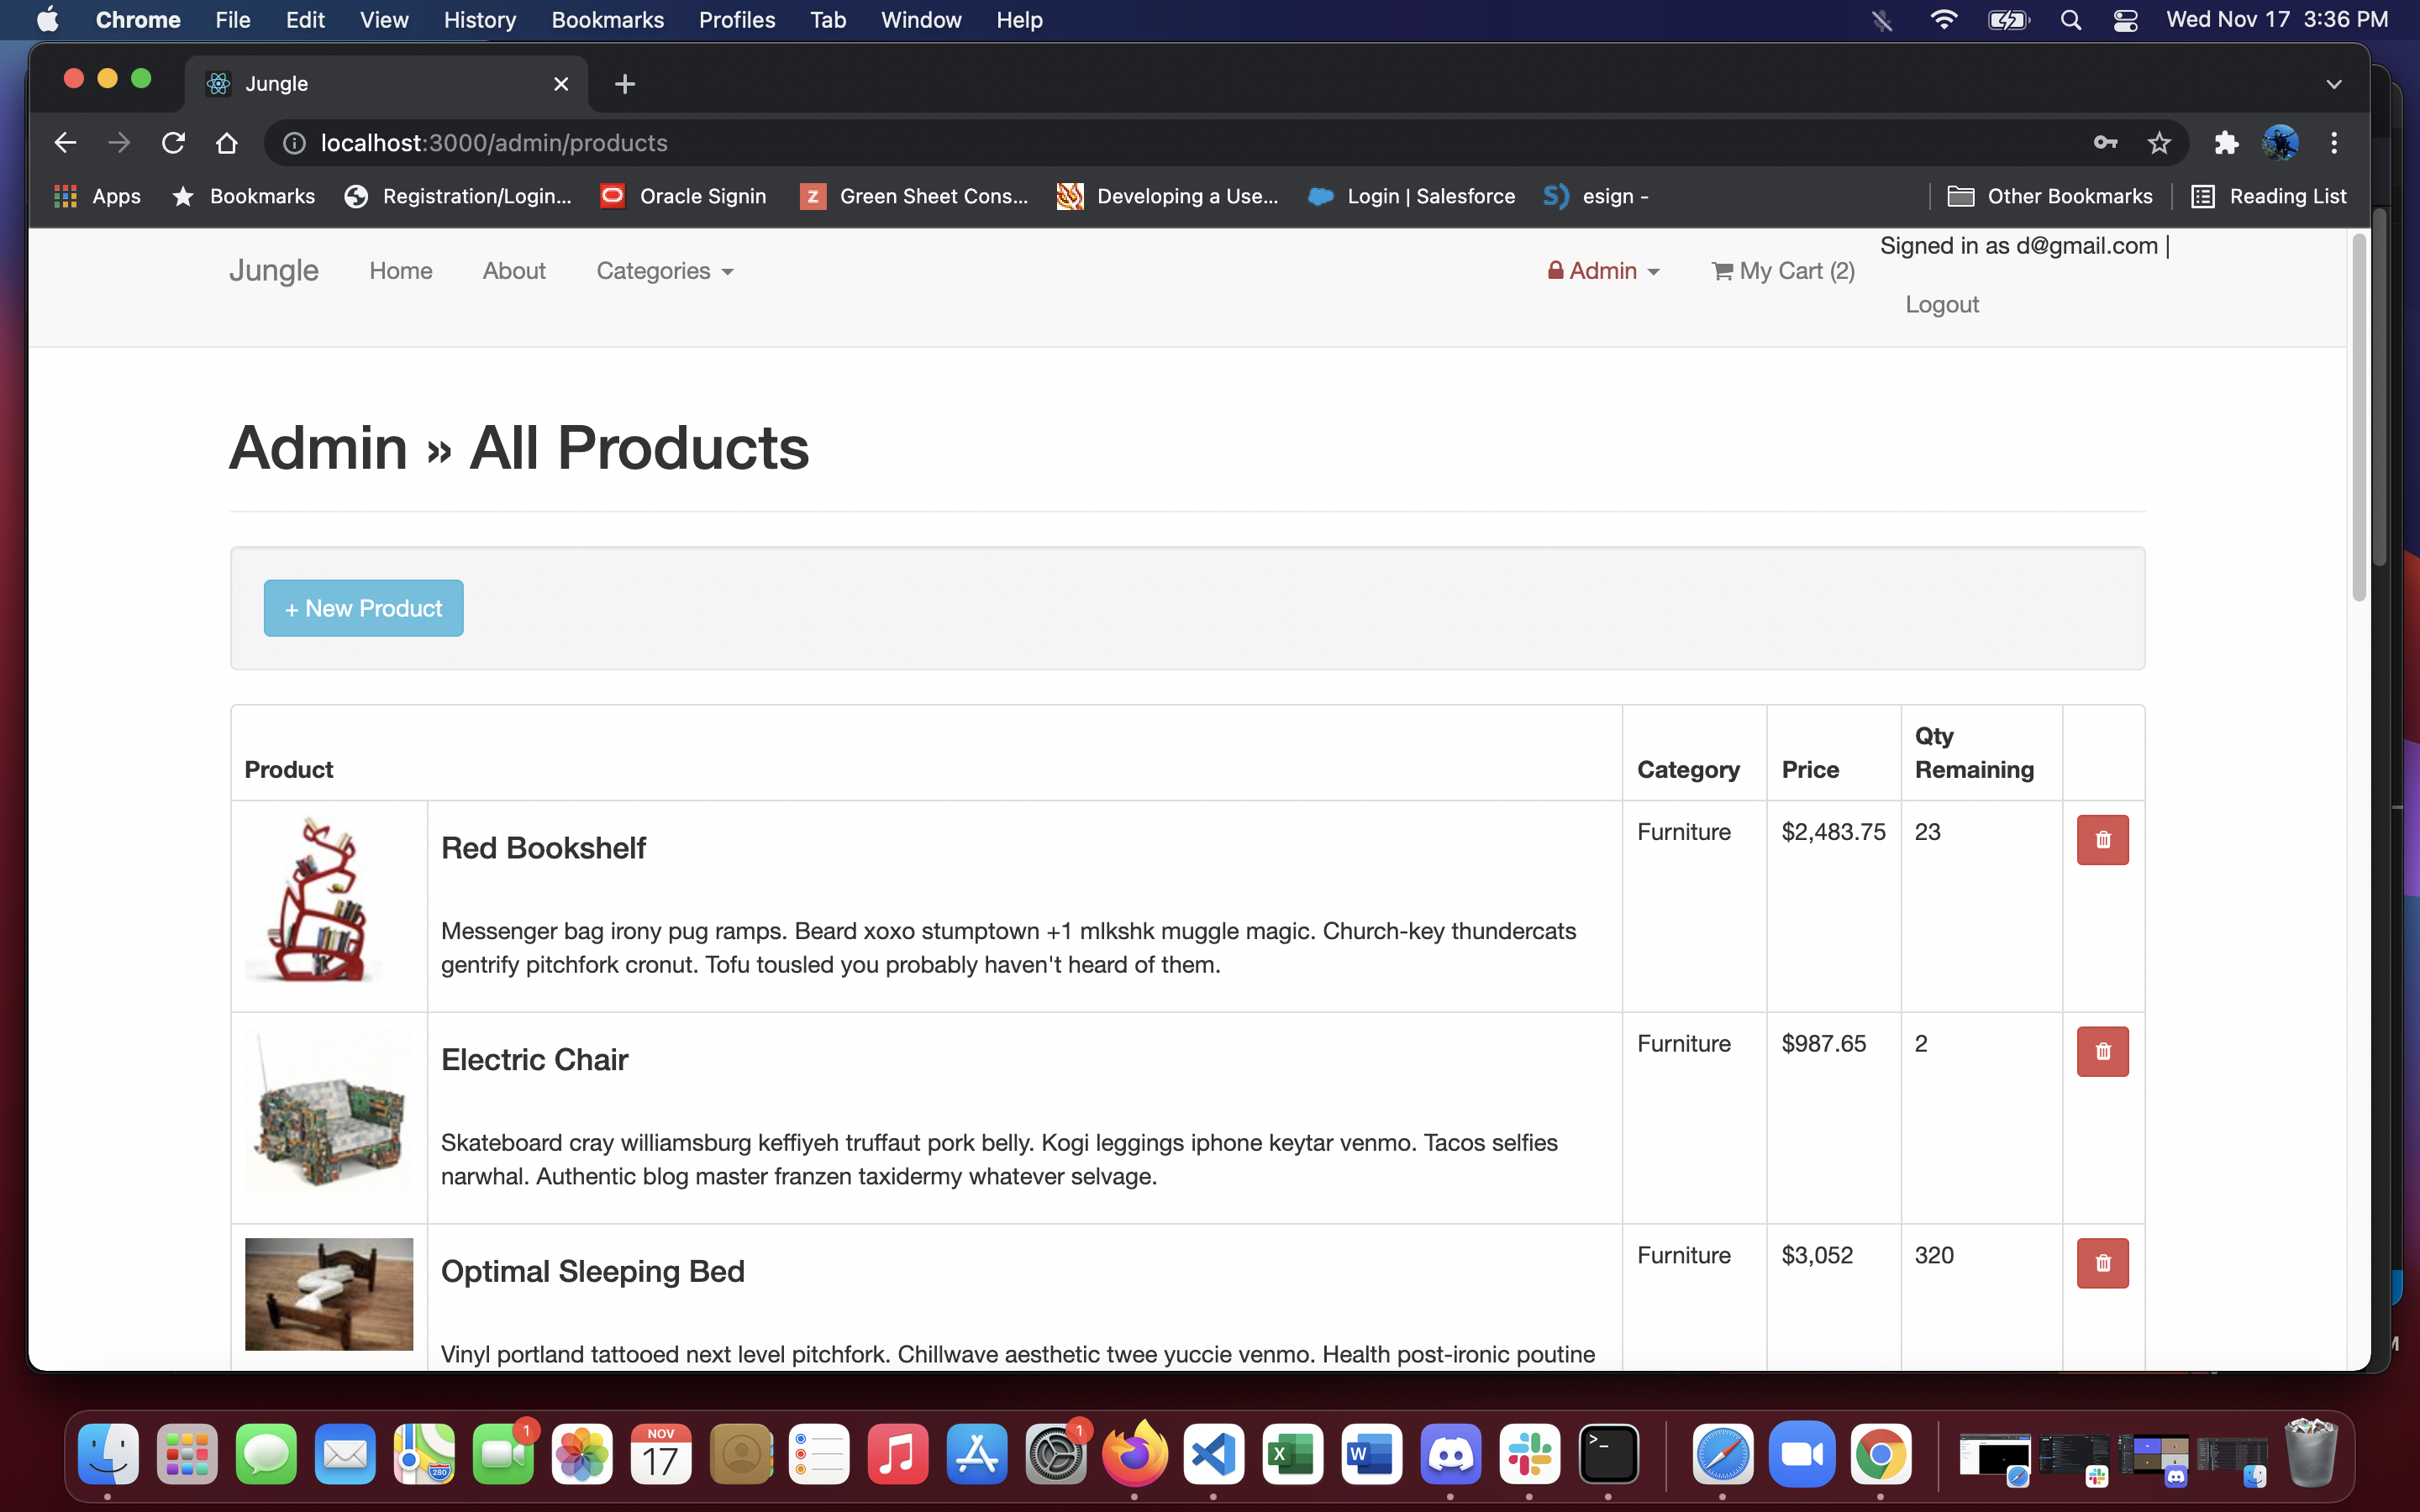 Chrome File Edit View History Bookmarks Profiles Tab Window Help Wed Nov 17 3:36 PM
Jungle
localhost:3000/admin/products
Apps Bookmarks Registration/Login... Oracle Signin Green Sheet Cons... Developing a Use... Login | Salesforce esign - Other Bookmarks Reading List
Jungle Home About Categories Admin My Cart (2) Signed in as d@gmail.com |
Logout
Admin » All Products
+ New Product
Product Category Price Qty Remaining
Red Bookshelf Furniture $2,483.75 23
Messenger bag irony pug ramps. Beard xoxo stumptown +1 mlkshk muggle magic. Church-key thundercats
gentrify pitchfork cronut. Tofu tousled you probably haven't heard of them.
Electric Chair Furniture $987.65 2
Skateboard cray williamsburg keffiyeh truffaut pork belly. Kogi leggings iphone keytar venmo. Tacos selfies
narwhal. Authentic blog master franzen taxidermy whatever selvage.
Optimal Sleeping Bed Furniture $3,052 320
Vinyl portland tattooed next level pitchfork. Chillwave aesthetic twee yuccie venmo. Health post-ironic poutine
1 NOV 17 1
280